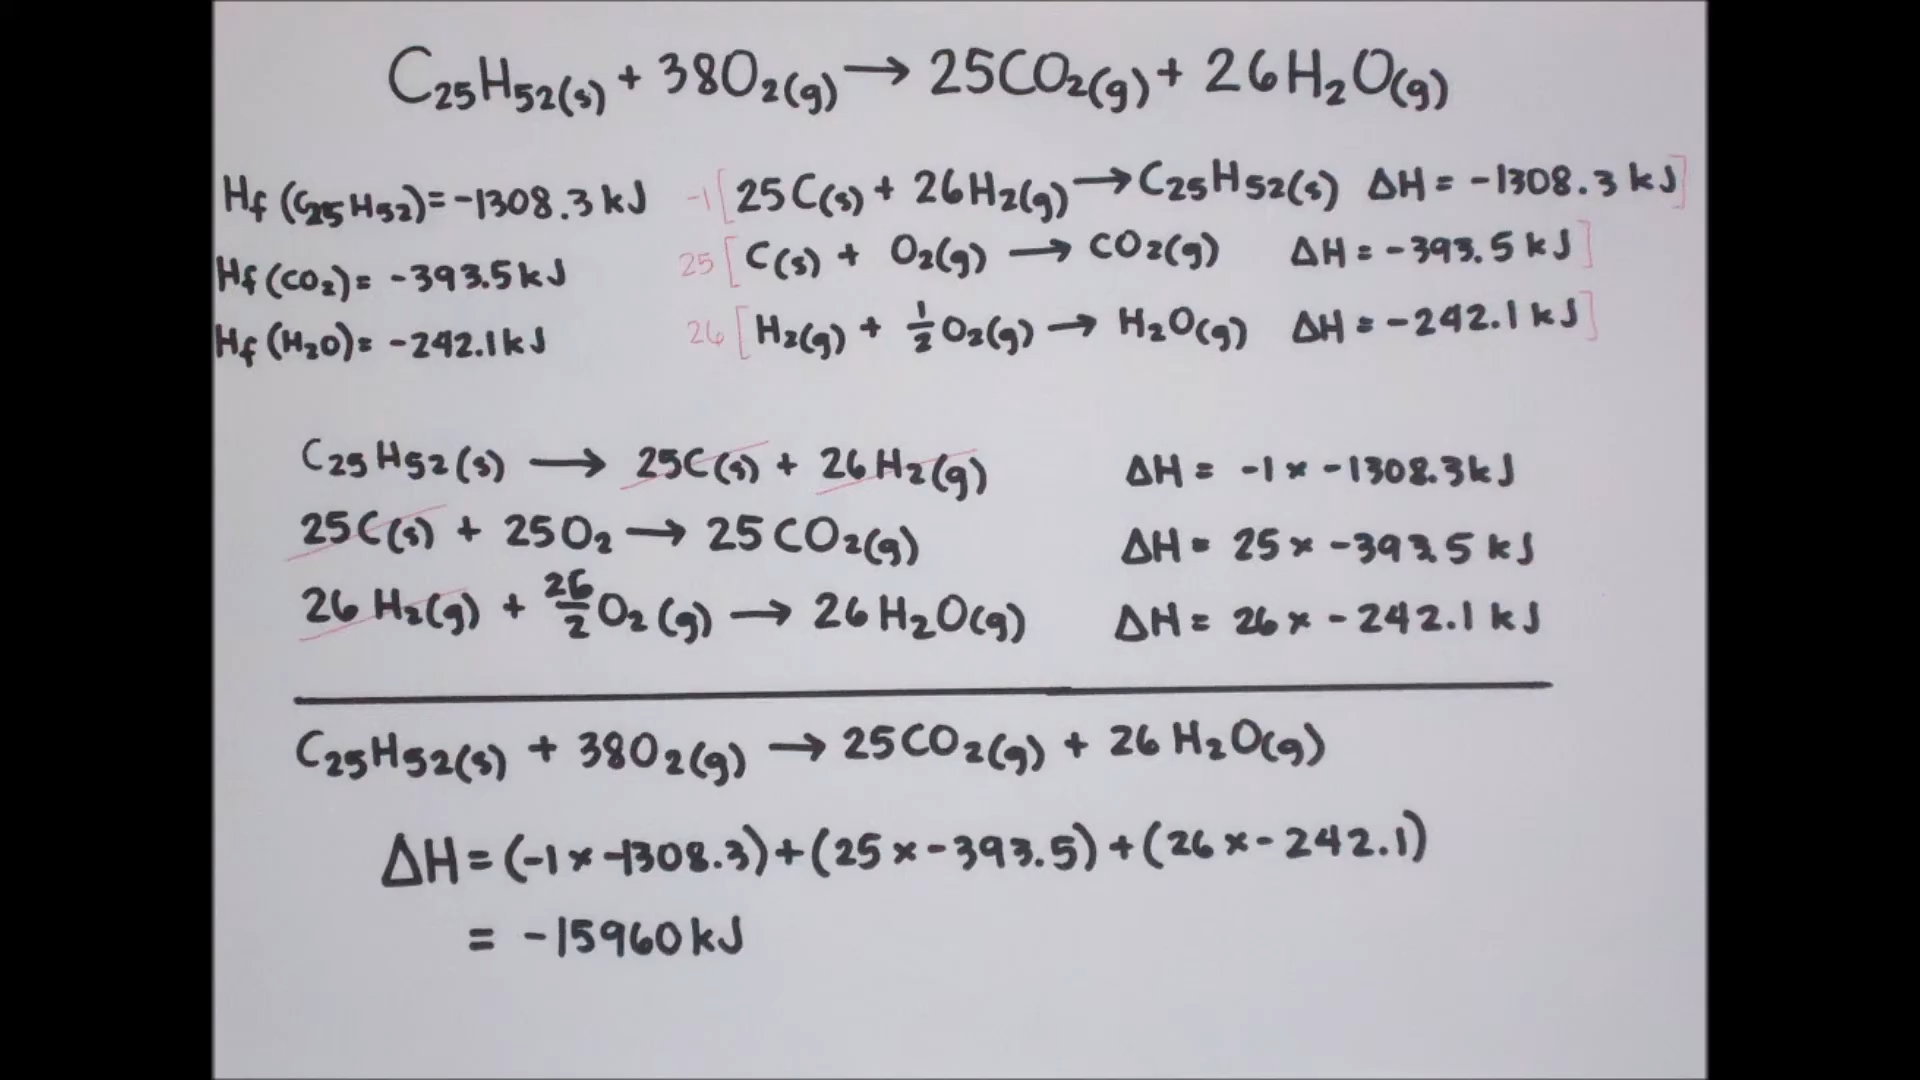 C₂₅H₅₂(s) + 38O₂(g) → 25CO₂(g) + 26H₂O(g)
Hf (C₂₅H₅₂) = -1308.3 kJ
Hf (CO₂) = -393.5 kJ
Hf (H₂O) = -242.1 kJ
-1 [25C(s) + 26H₂(g) → C₂₅H₅₂(s) ΔH = -1308.3 kJ]
25 [C(s) + O₂(g) → CO₂(g) ΔH = -393.5 kJ]
26 [H₂(g) + 1/2 O₂(g) → H₂O(g) ΔH = -242.1 kJ]
C₂₅H₅₂(s) → 25C(s) + 26H₂(g) ΔH = -1 x -1308.3 kJ
25C(s) + 25O₂ → 25CO₂(g) ΔH = 25 x -393.5 kJ
26H₂(g) + 26/2 O₂(g) → 26H₂O(g) ΔH = 26 x -242.1 kJ
C₂₅H₅₂(s) + 38O₂(g) → 25CO₂(g) + 26H₂O(g)
ΔH = (-1 x -1308.3) + (25 x -393.5) + (26 x -242.1)
= -15960 kJ